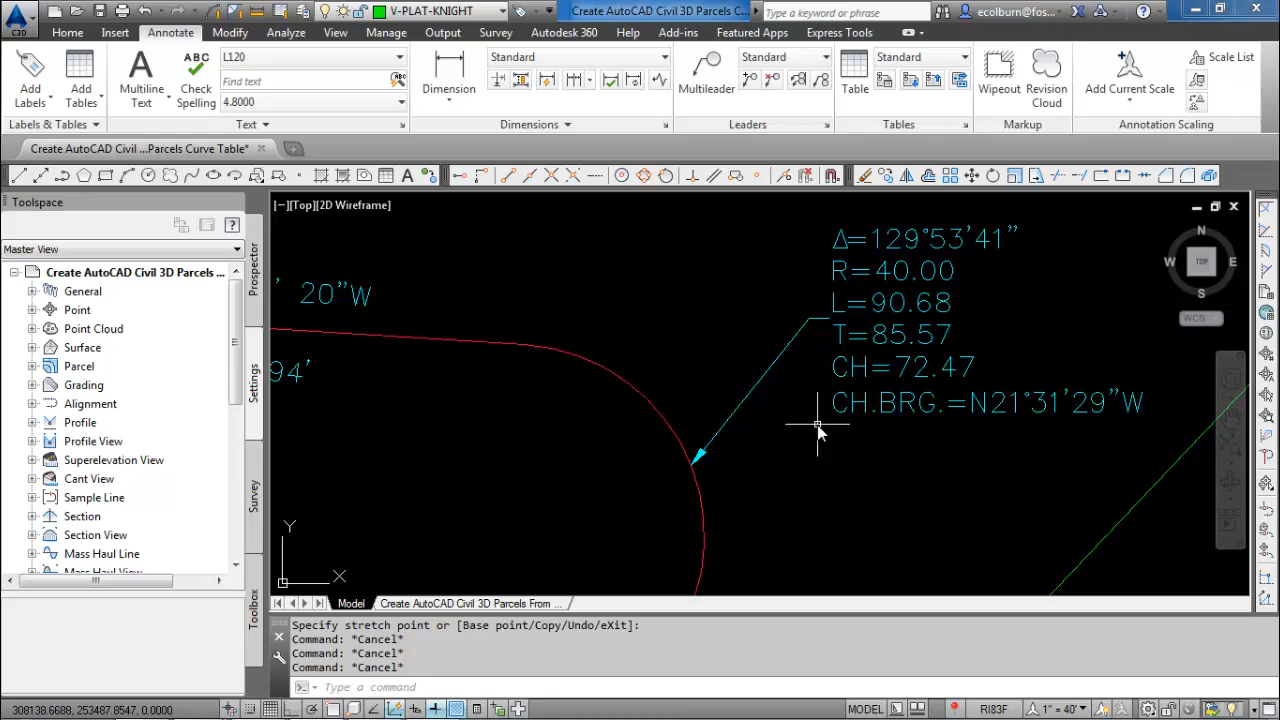 V-PLAT-KNIGHT
Create AutoCAD Civil 3D Parcels C...
Type a keyword or phrase
ecolburn@fos...
C3D
Home Insert Annotate Modify Analyze View Manage Output Survey Autodesk 360 Help Add-ins Featured Apps Express Tools
Add Labels
Add Tables
Labels & Tables
Multiline Text
ABC
Check Spelling
L120
Find text
4.8000
Text
Dimension
Standard
Dimensions
Multileader
Standard
Leaders
Table
Standard
Tables
Wipeout
Revision Cloud
Markup
Add Current Scale
Scale List
Annotation Scaling
Create AutoCAD Civil ...Parcels Curve Table*
Toolspace
Master View
Create AutoCAD Civil 3D Parcels ...
General
Point
Point Cloud
Surface
Parcel
Grading
Alignment
Profile
Profile View
Superelevation View
Cant View
Sample Line
Section
Section View
Mass Haul Line
Mass Haul View
Prospector
Settings
Survey
Toolbox
[−][Top][2D Wireframe]
' 20"W
94'
Δ=129°53'41"
R=40.00
L=90.68
T=85.57
CH=72.47
CH.BRG.=N21°31'29"W
N
W TOP E
S
WCS
Y
X
Model
Create AutoCAD Civil 3D Parcels From ...
Specify stretch point or [Base point/Copy/Undo/eXit]:
Command: *Cancel*
Command: *Cancel*
Command: *Cancel*
Type a command
308138.6688, 253487.8547, 0.0000
MODEL
RI83F
1" = 40'